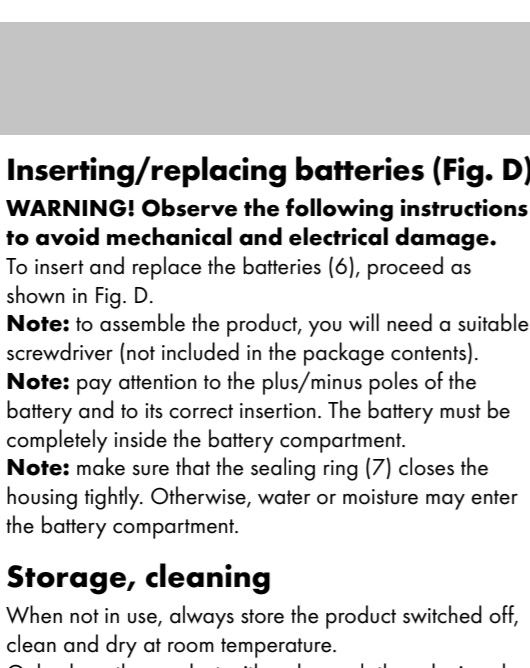 Inserting/replacing batteries (Fig. D)
WARNING! Observe the following instructions
to avoid mechanical and electrical damage.
To insert and replace the batteries (6), proceed as
shown in Fig. D.
Note: to assemble the product, you will need a suitable
screwdriver (not included in the package contents).
Note: pay attention to the plus/minus poles of the
battery and to its correct insertion. The battery must be
completely inside the battery compartment.
Note: make sure that the sealing ring (7) closes the
housing tightly. Otherwise, water or moisture may enter
the battery compartment.
Storage, cleaning
When not in use, always store the product switched off,
clean and dry at room temperature.